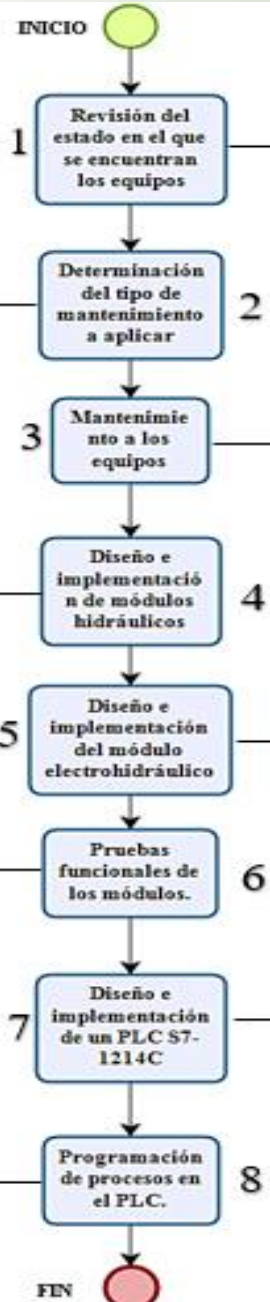 INICIO
1
Revisión del
estado en el que
se encuentran
los equipos
Determinación
del tipo de
mantenimiento
a aplicar
2
3
Mantenimie
nto a los
equipos
Diseño e
implementació
n de módulos
hidráulicos
4
5
Diseño e
implementación
del módulo
electrohidráulico
Pruebas
funcionales de
los módulos.
6
7
Diseño e
implementación
de un PLC S7-
1214C
Programación
de procesos en
el PLC.
8
FIN